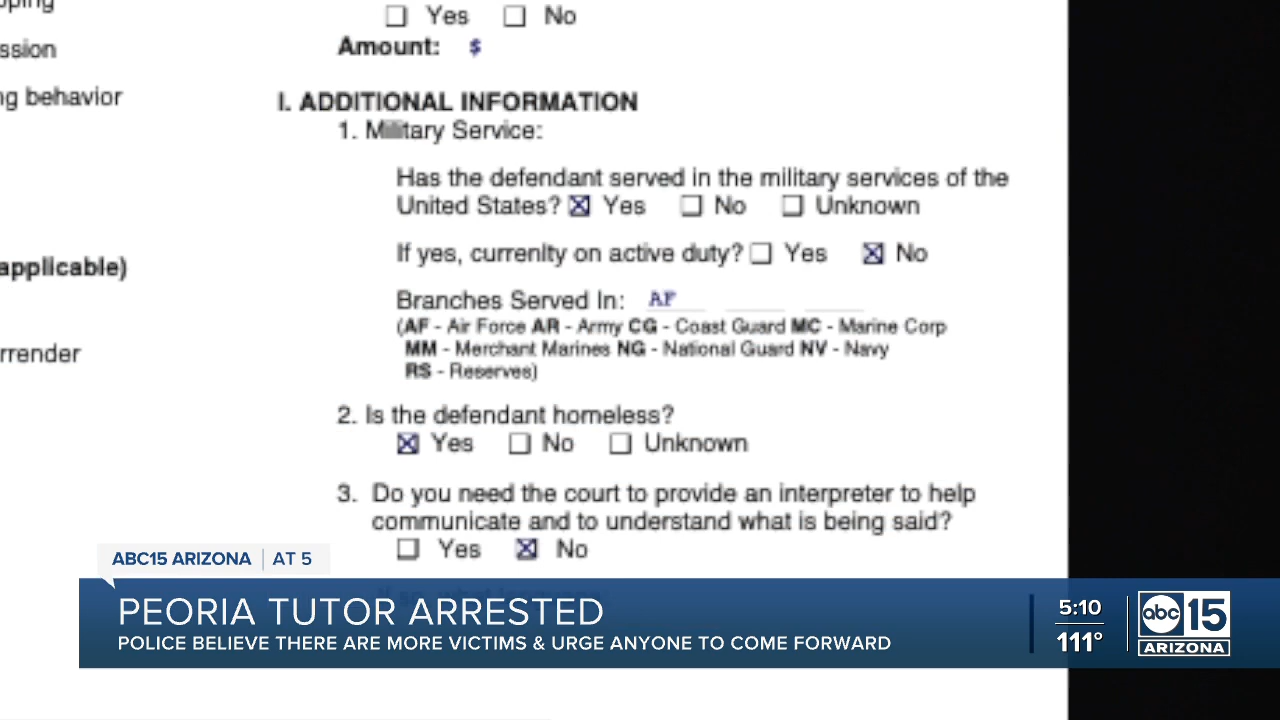 pping
☐ Yes ☐ No
ssion
Amount: $
ng behavior
I. ADDITIONAL INFORMATION
1. Military Service:
Has the defendant served in the military services of the
United States? ☒ Yes ☐ No ☐ Unknown
If yes, currenlty on active duty? ☐ Yes ☒ No
applicable)
Branches Served In: AF
(AF - Air Force AR - Army CG - Coast Guard MC - Marine Corp
MM - Merchant Marines NG - National Guard NV - Navy
rrender
RS - Reserves)
2. Is the defendant homeless?
☒ Yes ☐ No ☐ Unknown
3. Do you need the court to provide an interpreter to help
communicate and to understand what is being said?
☐ Yes ☒ No
ABC15 ARIZONA | AT 5
PEORIA TUTOR ARRESTED
POLICE BELIEVE THERE ARE MORE VICTIMS & URGE ANYONE TO COME FORWARD
5:10
111°
abc 15
ARIZONA